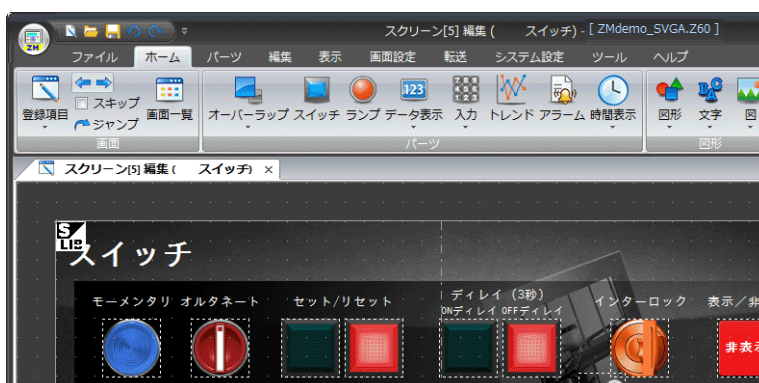 スクリーン[5] 編集 ( スイッチ) - [ ZMdemo_SVGA.Z60 ]
ZM
ファイル ホーム パーツ 編集 表示 画面設定 転送 システム設定 ツール ヘルプ
登録項目 スキップ ジャンプ 画面一覧 オーバーラップ スイッチ ランプ 123 データ表示 入力 トレンド アラーム 時間表示 図形 文字 図
画面 パーツ 図形
スクリーン[5] 編集 ( スイッチ) ×
S
LIB
スイッチ
モーメンタリ オルタネート セット/リセット ディレイ (3秒) インターロック 表示/非
ONディレイ OFFディレイ
非表示